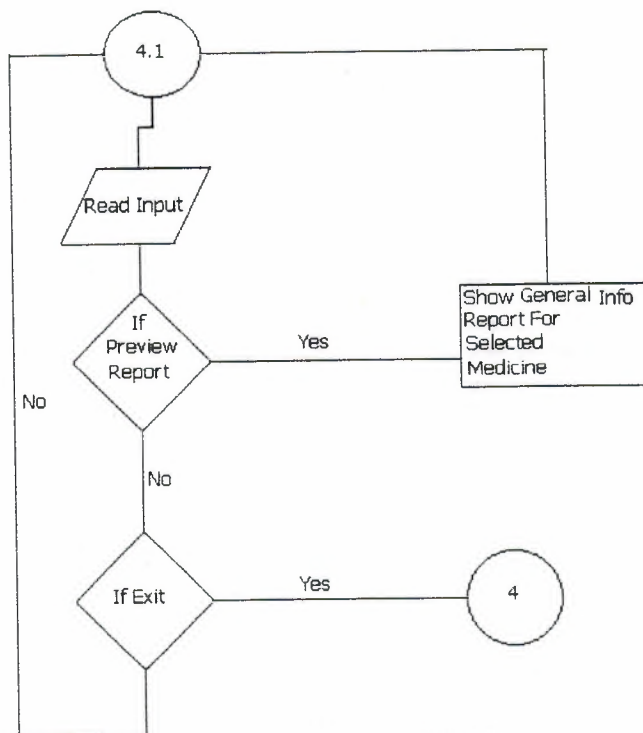 4.1
Read Input
If
Preview
Report
Yes
Show General Info
Report For
Selected
Medicine
No
No
If Exit
Yes
4